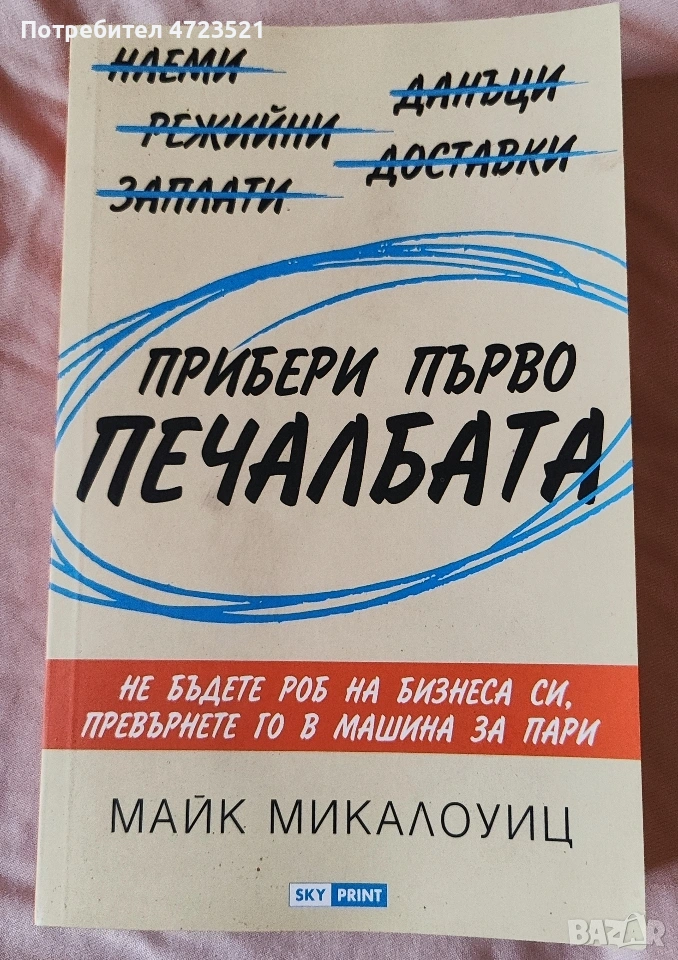 Потребител 4723521
НАЕМИ
ДАНЪЦИ
РЕЖИЙНИ
ДОСТАВКИ
ЗАПЛАТИ
ПРИБЕРИ ПЪРВО
ПЕЧАЛБАТА
НЕ БЪДЕТЕ РОБ НА БИЗНЕСА СИ,
ПРЕВЪРНЕТЕ ГО В МАШИНА ЗА ПАРИ
МАЙК МИКАЛОУИЦ
SKY PRINT
BAZAR